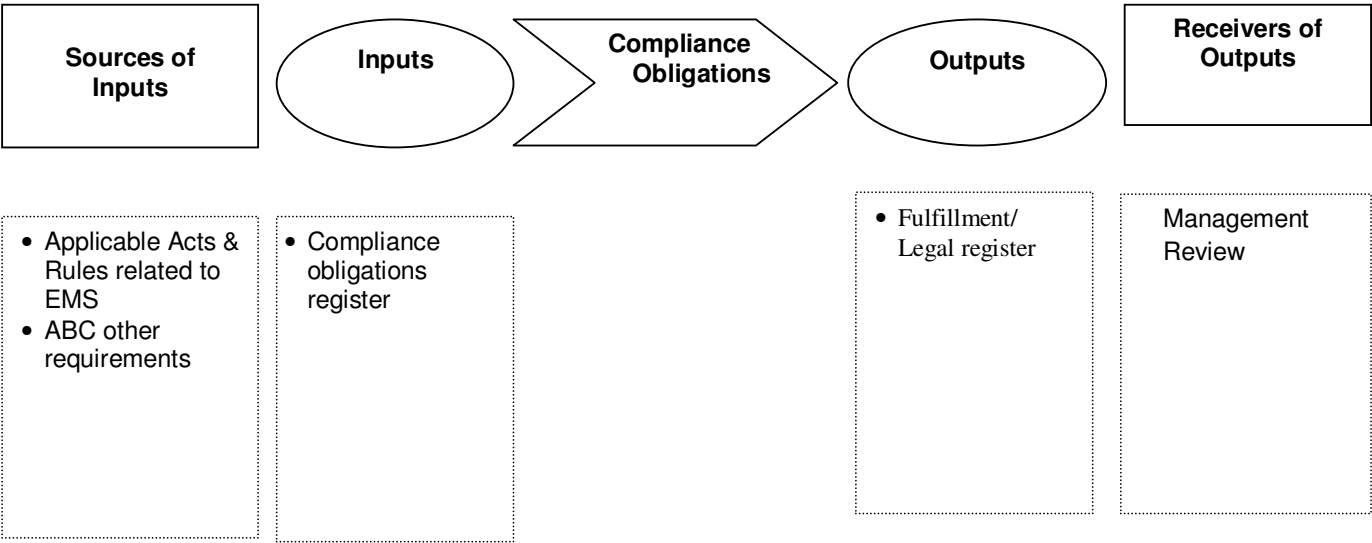 Sources of
Inputs
Inputs
Compliance
Obligations
Outputs
Receivers of
Outputs
• Applicable Acts &
Rules related to
EMS
• ABC other
requirements
• Compliance
obligations
register
• Fulfillment/
Legal register
Management
Review